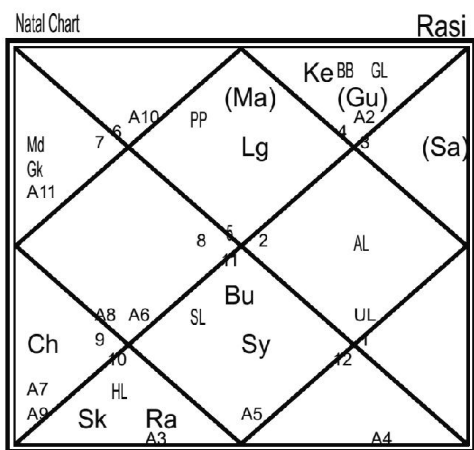 Natal Chart Rasi
Ke BB GL
(Ma) (Gu)
A10 PP A2
6 4
7 3
Md Lg (Sa)
Gk
A11
5
8 2 AL
11
Bu
A8 A6 SL UL
9 1
Ch Sy
10 12
A7 HL
A9 Sk Ra A5
A3 A4